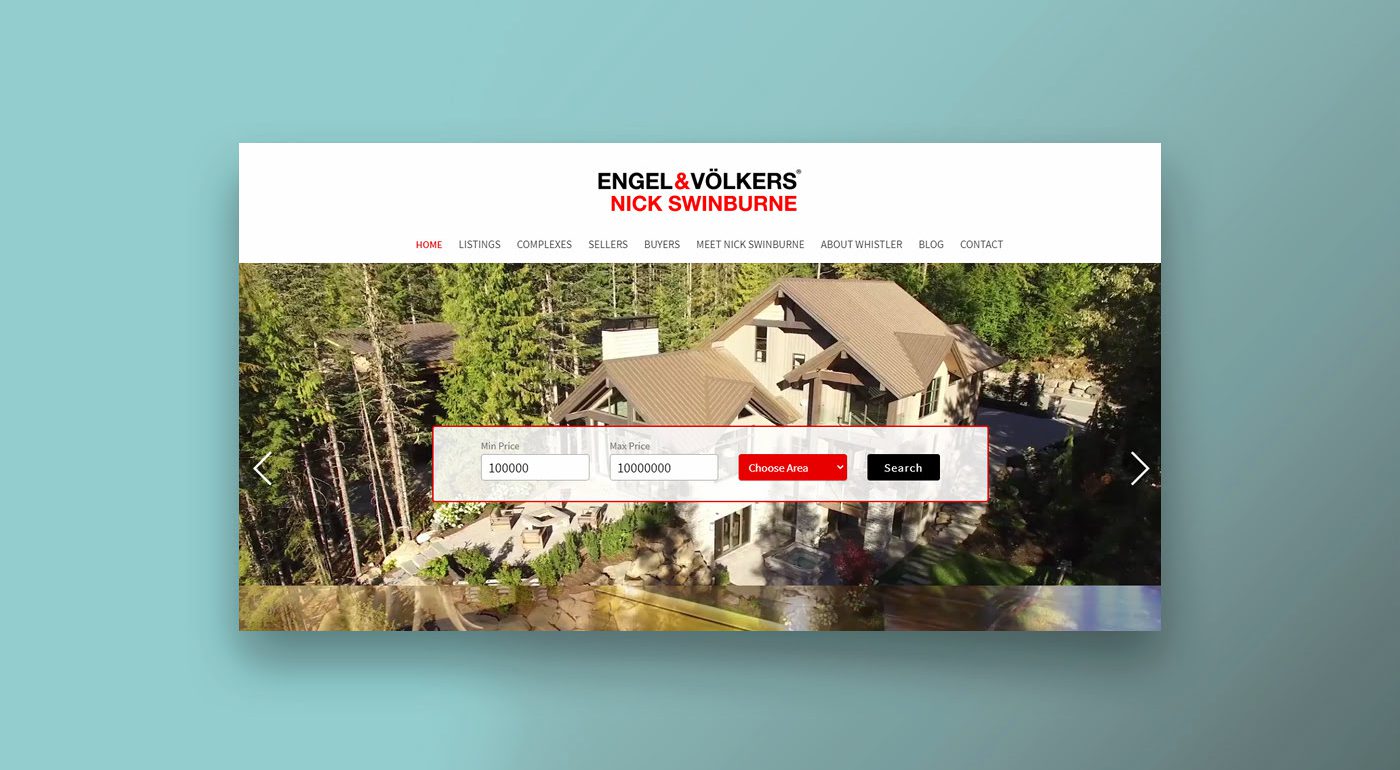 ENGEL&VÖLKERS®
NICK SWINBURNE
HOME LISTINGS COMPLEXES SELLERS BUYERS MEET NICK SWINBURNE ABOUT WHISTLER BLOG CONTACT
Min Price Max Price
100000 10000000 Choose Area Search